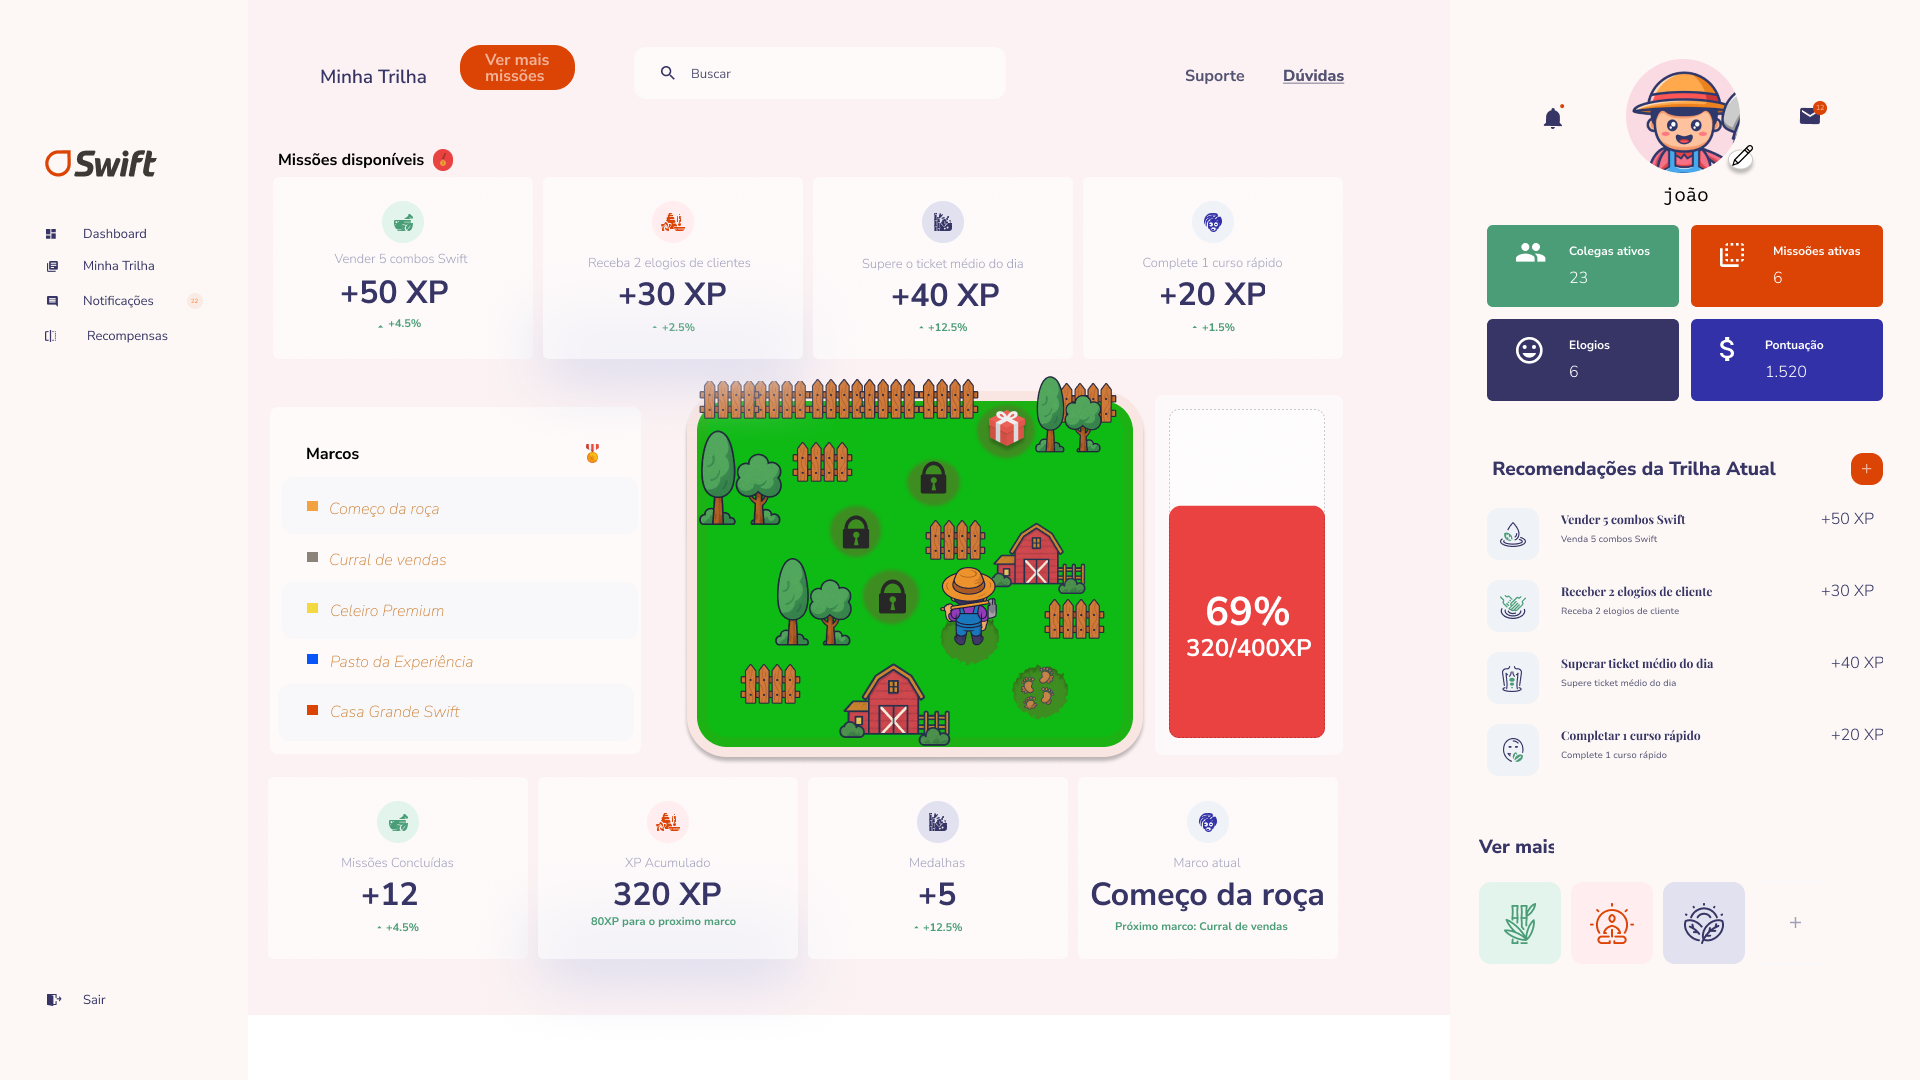 Swift
Dashboard
Minha Trilha
Notificações
22
Recompensas
Sair
Minha Trilha
Ver mais
missões
Buscar
Suporte
Dúvidas
Missões disponíveis
Vender 5 combos Swift
+50 XP
+4.5%
Receba 2 elogios de clientes
+30 XP
+2.5%
Supere o ticket médio do dia
+40 XP
+12.5%
Complete 1 curso rápido
+20 XP
+1.5%
Marcos
Começo da roça
Curral de vendas
Celeiro Premium
Pasto da Experiência
Casa Grande Swift
69%
320/400XP
Missões Concluídas
+12
+4.5%
XP Acumulado
320 XP
80XP para o proximo marco
Medalhas
+5
+12.5%
Marco atual
Começo da roça
Próximo marco: Curral de vendas
12
joão
Colegas ativos
23
Missoões ativas
6
Elogios
6
Pontuação
1.520
Recomendações da Trilha Atual
+
Vender 5 combos Swift
+50 XP
Venda 5 combos Swift
Receber 2 elogios de cliente
+30 XP
Receba 2 elogios de cliente
Superar ticket médio do dia
+40 XP
Supere ticket médio do dia
Completar 1 curso rápido
+20 XP
Complete 1 curso rápido
Ver mais
+